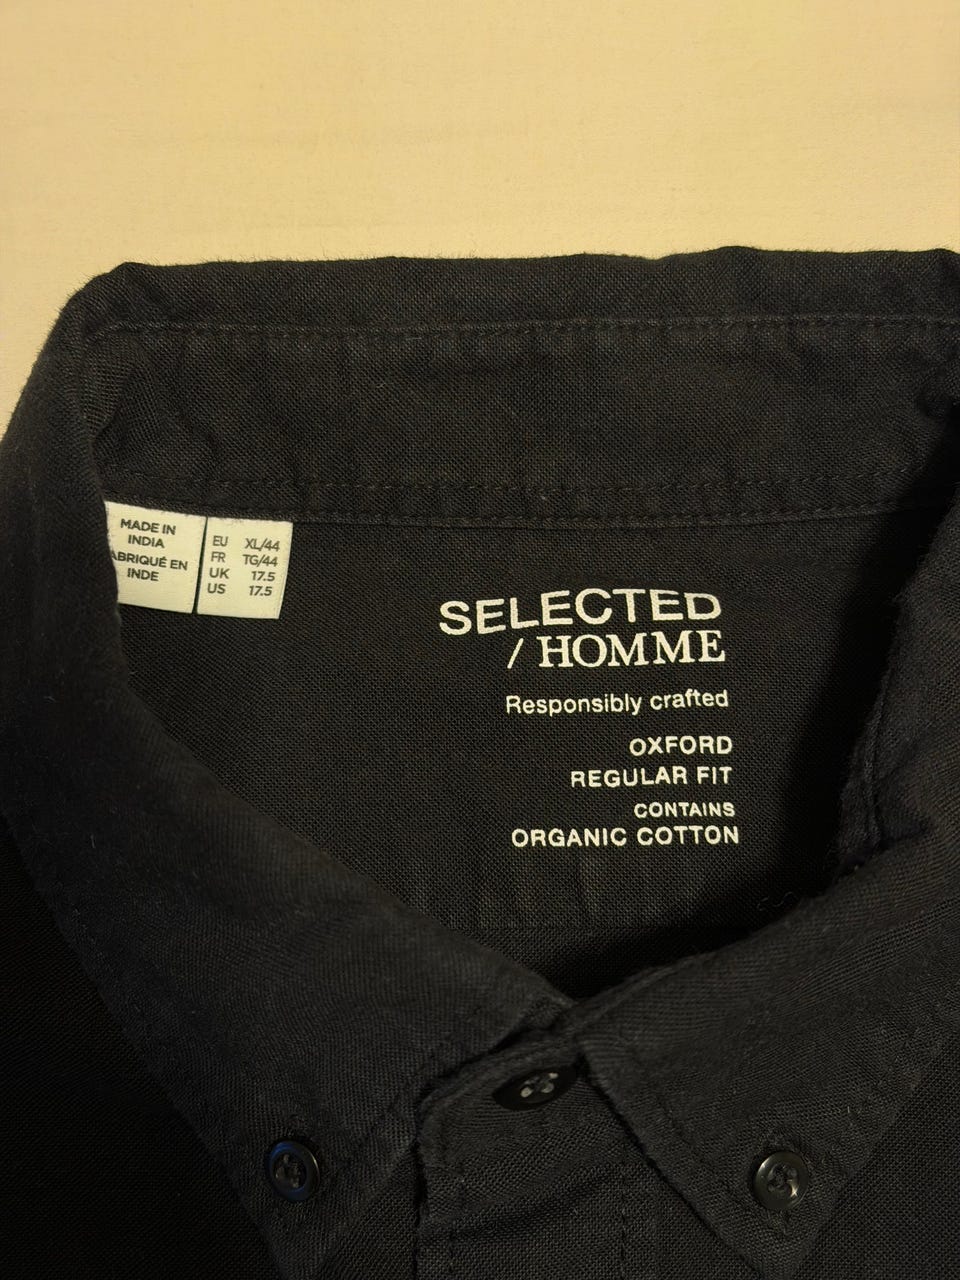 MADE IN
INDIA
FABRIQUÉ EN
INDE
EU XL/44
FR TG/44
UK 17.5
US 17.5
SELECTED
/ HOMME
Responsibly crafted
OXFORD
REGULAR FIT
CONTAINS
ORGANIC COTTON